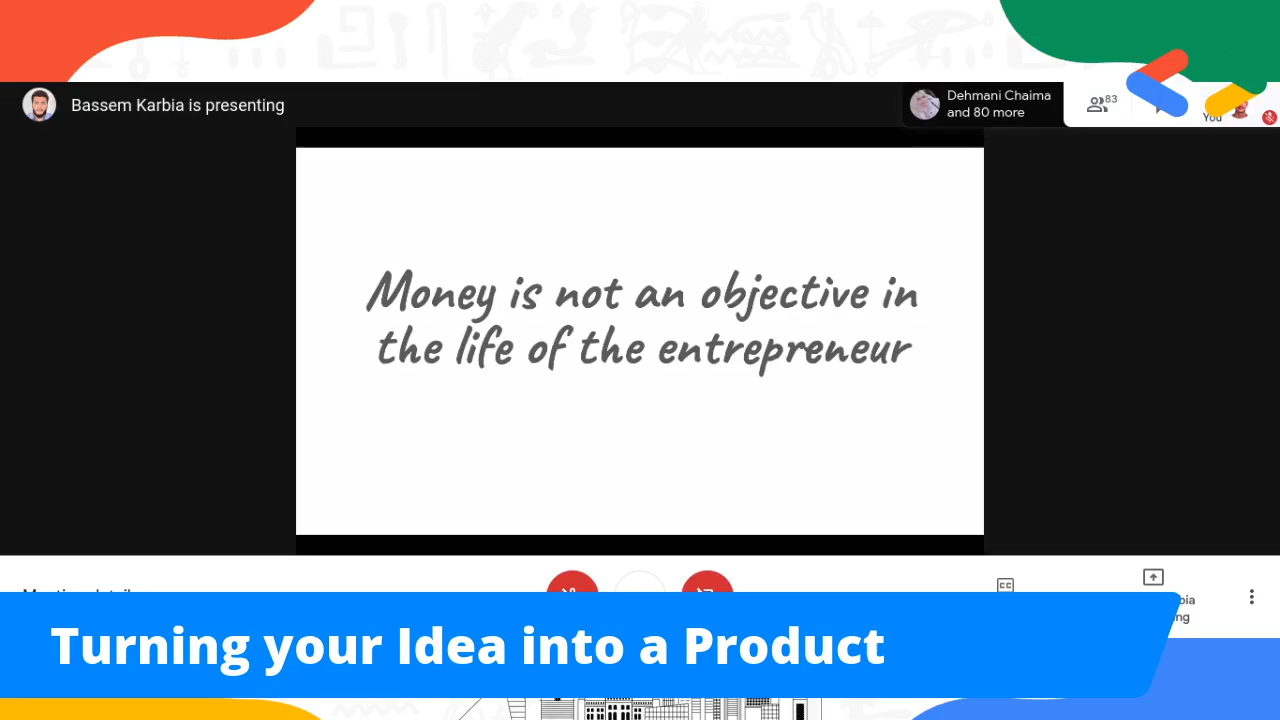 Bassem Karbia is presenting
Dehmani Chaima
and 80 more
83
You
Money is not an objective in
the life of the entrepreneur
CC
Turning your Idea into a Product